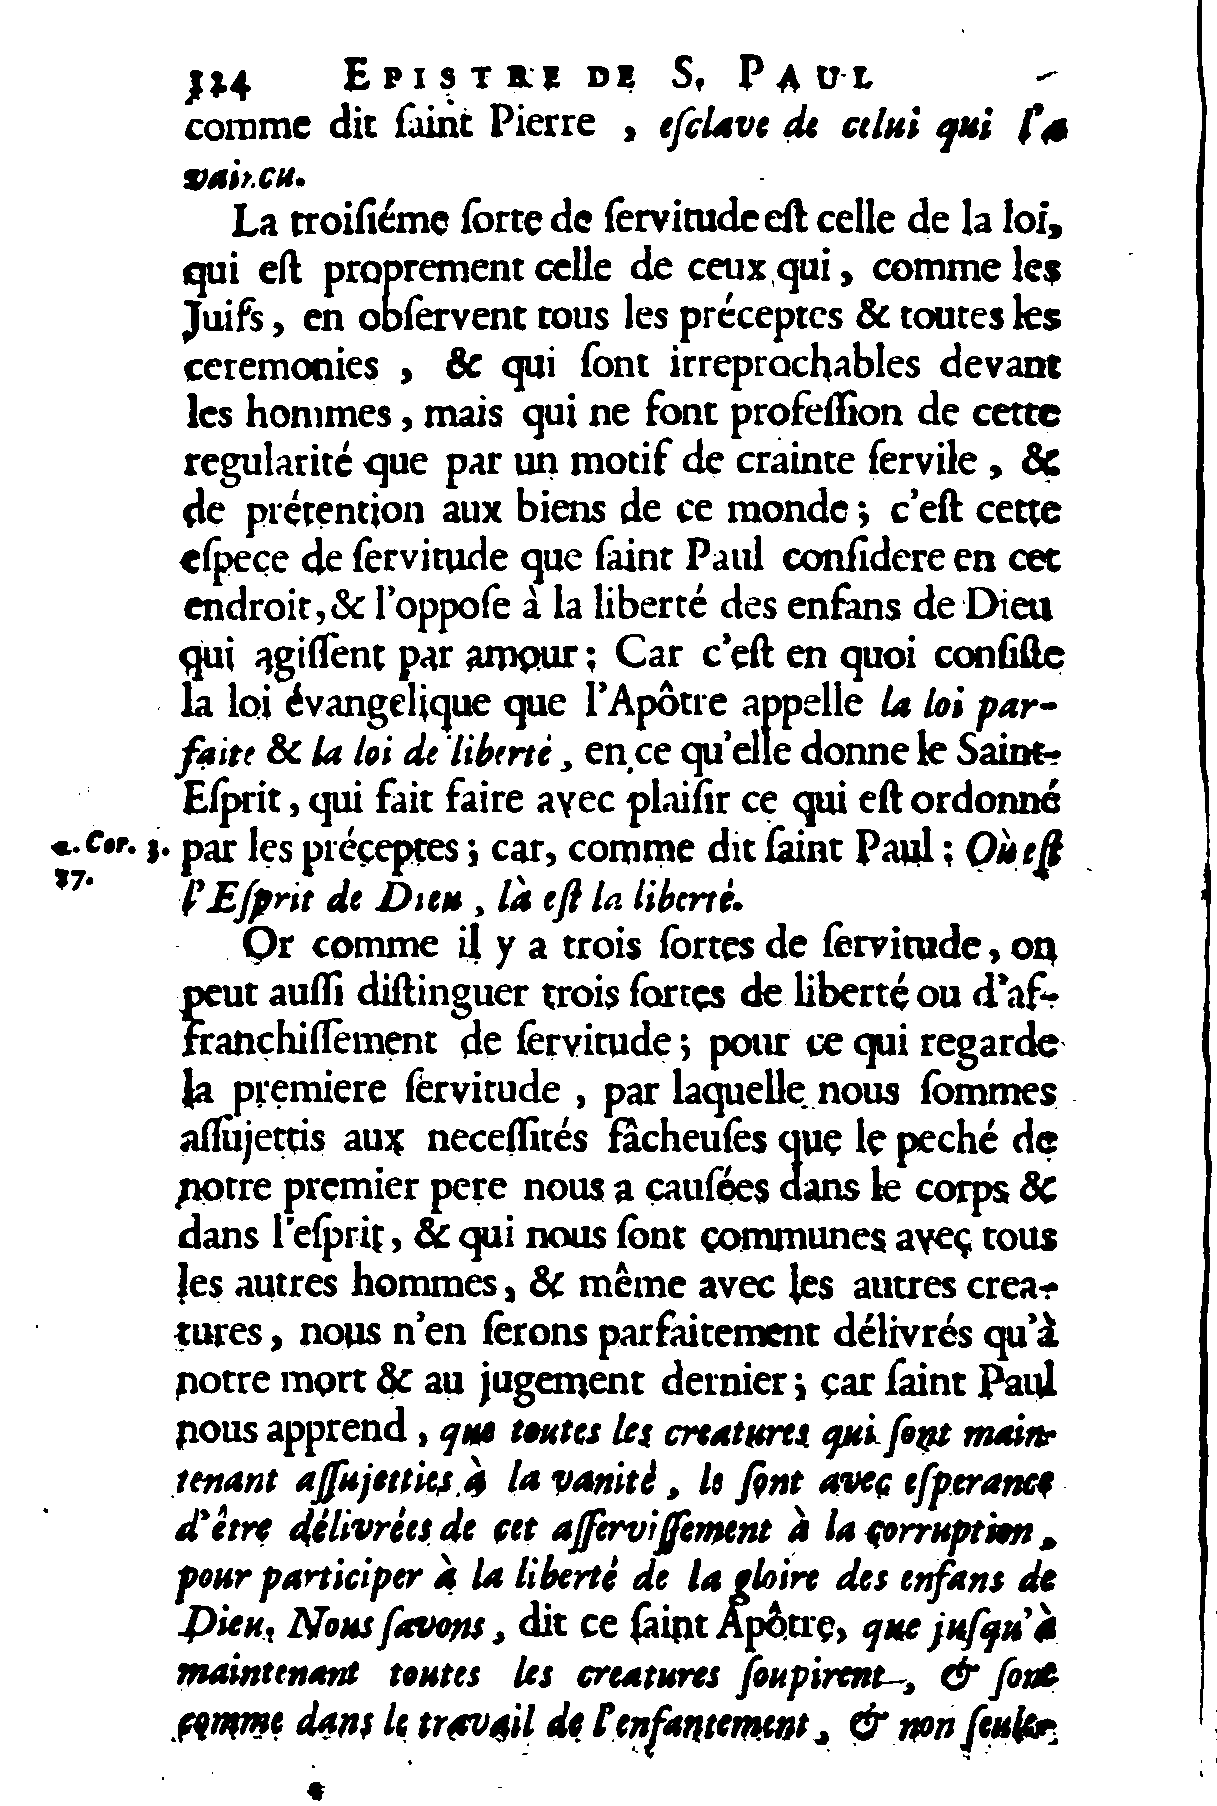 324 EPISTRE DE S. PAUL
comme dit ſaint Pierre , eſclave de celui qui l'a
vaincu.
La troiſiéme ſorte de ſervitude eſt celle de la loi,
qui eſt proprement celle de ceux qui , comme les
Juifs , en obſervent tous les préceptes & toutes les
ceremonies , & qui ſont irreprochables devant
les hommes , mais qui ne font profeſſion de cette
regularité que par un motif de crainte ſervile , &
de prétention aux biens de ce monde ; c'eſt cette
eſpece de ſervitude que ſaint Paul conſidere en cet
endroit, & l'oppoſe à la liberté des enfans de Dieu
qui agiſſent par amour ; Car c'eſt en quoi conſiſte
la loi évangelique que l'Apôtre appelle la loi par-
faite & la loi de liberté , en ce qu'elle donne le Saint-
Eſprit , qui fait faire avec plaiſir ce qui eſt ordonné
2. Cor. 3. par les préceptes ; car, comme dit ſaint Paul : Où eſt
17. l'Eſprit de Dieu , là eſt la liberté.
Or comme il y a trois ſortes de ſervitude , on
peut auſſi diſtinguer trois ſortes de liberté ou d'af-
franchiſſement de ſervitude ; pour ce qui regarde
la premiere ſervitude , par laquelle nous ſommes
aſſujettis aux neceſſités fâcheuſes que le peché de
notre premier pere nous a cauſées dans le corps &
dans l'eſprit , & qui nous ſont communes avec tous
les autres hommes , & même avec les autres crea-
tures , nous n'en ſerons parfaitement délivrés qu'à
notre mort & au jugement dernier ; car ſaint Paul
nous apprend , que toutes les creatures qui ſont main-
tenant aſſujetties à la vanité , le ſont avec eſperance
d'être délivrées de cet aſſerviſſement à la corruption ,
pour participer à la liberté de la gloire des enfans de
Dieu. Nous ſavons , dit ce ſaint Apôtre, que juſqu'à
maintenant toutes les creatures ſoupirent , & ſont
comme dans le travail de l'enfantement , & non ſeule-